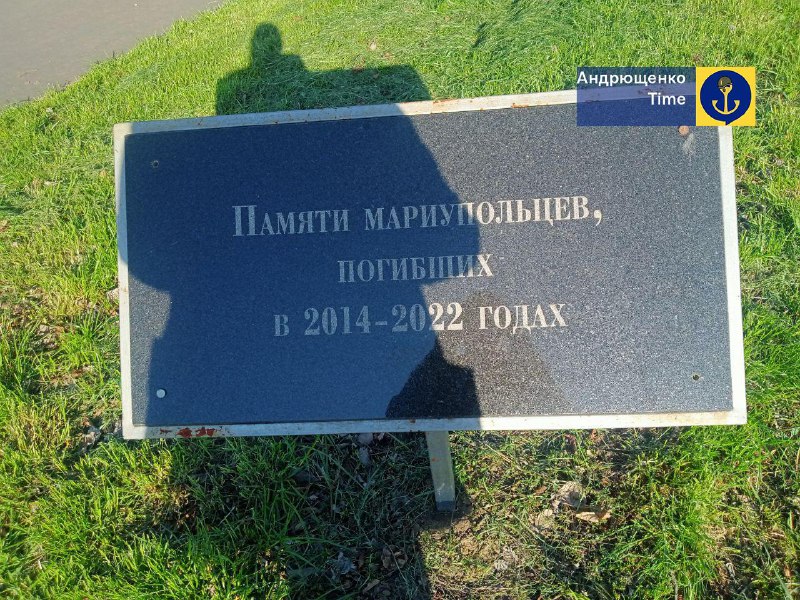 Андрющенко
Time
Памяти мариупольцев,
погибших
в 2014-2022 годах